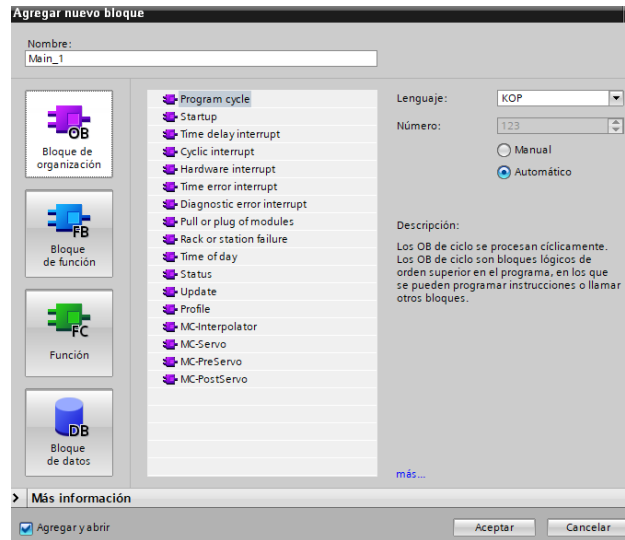 Agregar nuevo bloque
Nombre:
Main_1
OB
Bloque de
organización
FB
Bloque
de función
FC
Función
DB
Bloque
de datos
Program cycle
Startup
Time delay interrupt
Cyclic interrupt
Hardware interrupt
Time error interrupt
Diagnostic error interrupt
Pull or plug of modules
Rack or station failure
Time of day
Status
Update
Profile
MC-Interpolator
MC-Servo
MC-PreServo
MC-PostServo
Lenguaje: KOP
Número: 123
Manual
Automático
Descripción:
Los OB de ciclo se procesan cíclicamente.
Los OB de ciclo son bloques lógicos de
orden superior en el programa, en los que
se pueden programar instrucciones o llamar
otros bloques.
más...
> Más información
Agregar y abrir
Aceptar Cancelar